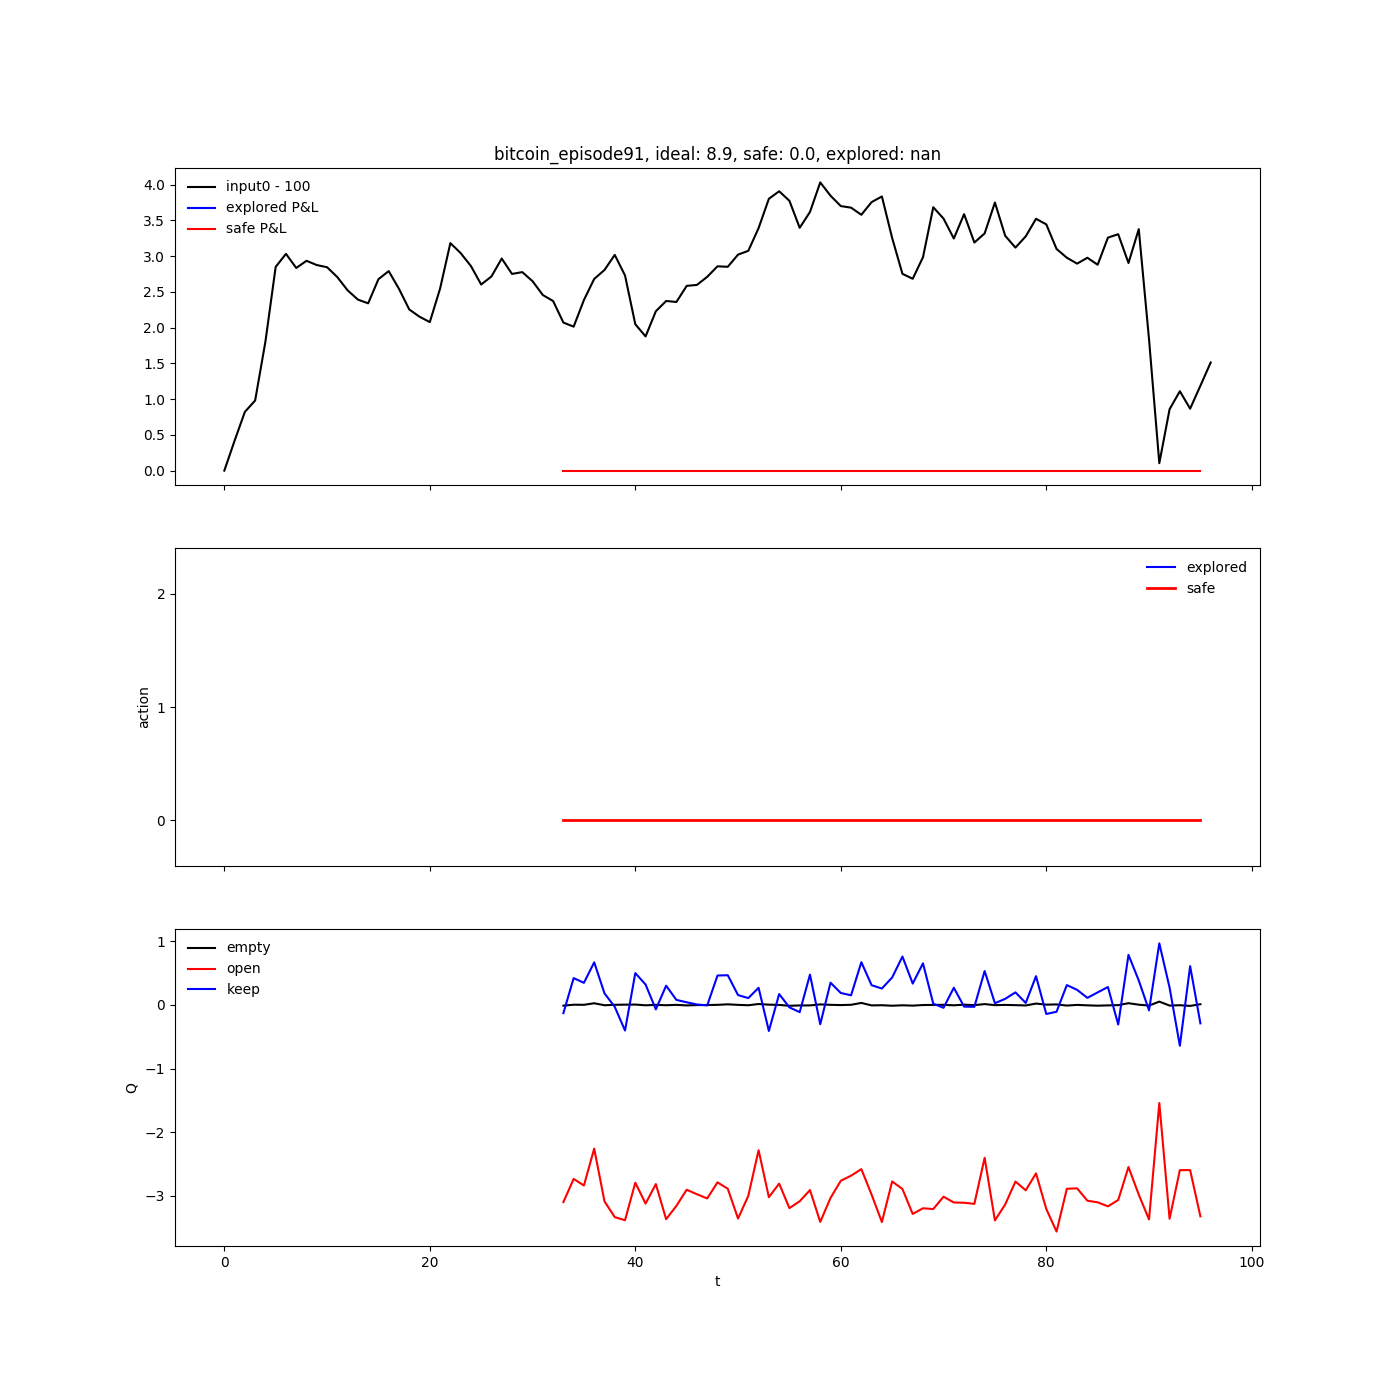 bitcoin_episode91, ideal: 8.9, safe: 0.0, explored: nan
4.0
3.5
3.0
2.5
2.0
1.5
1.0
0.5
0.0
input0 - 100
explored P&L
safe P&L
action
2
1
0
explored
safe
Q
1
0
−1
−2
−3
empty
open
keep
0
20
40
60
80
100
t